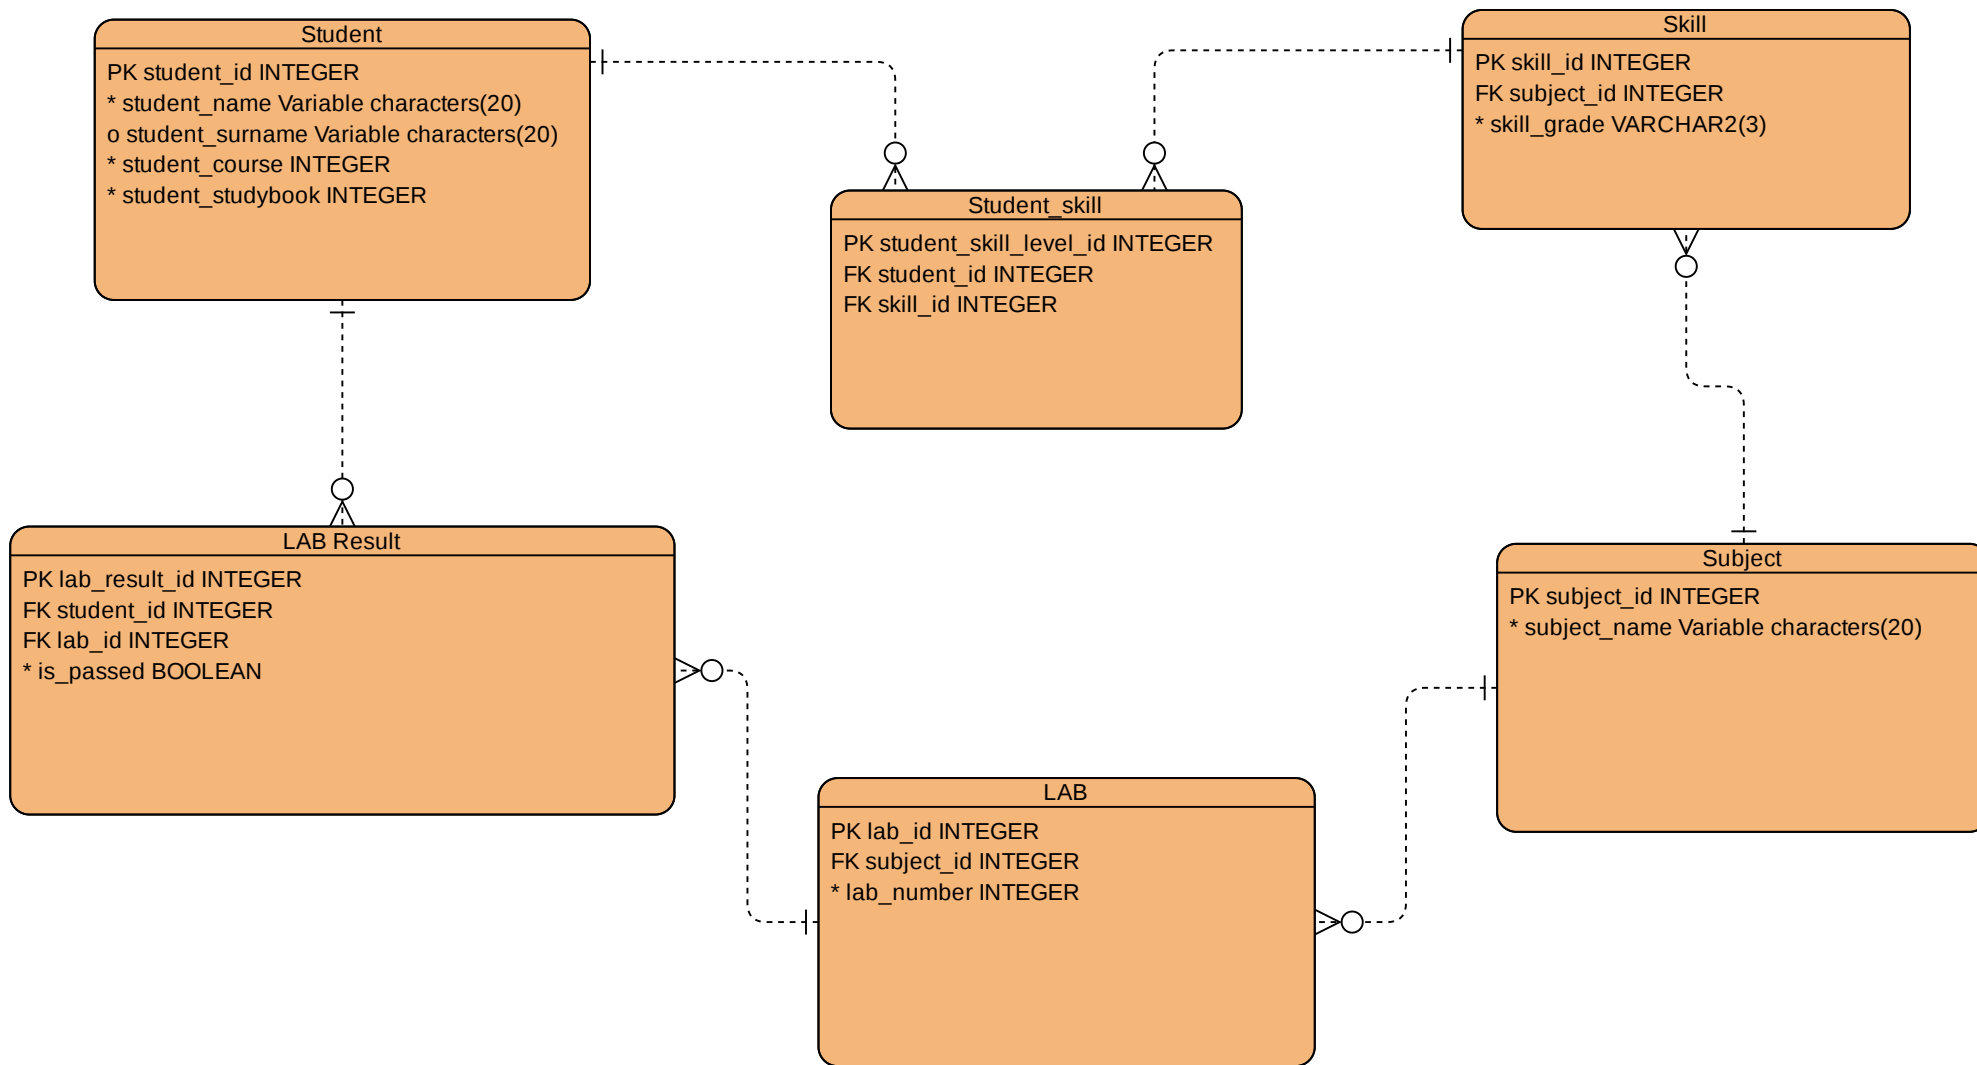 Student
PK student_id INTEGER
* student_name Variable characters(20)
o student_surname Variable characters(20)
* student_course INTEGER
* student_studybook INTEGER
Skill
PK skill_id INTEGER
FK subject_id INTEGER
* skill_grade VARCHAR2(3)
Student_skill
PK student_skill_level_id INTEGER
FK student_id INTEGER
FK skill_id INTEGER
LAB Result
PK lab_result_id INTEGER
FK student_id INTEGER
FK lab_id INTEGER
* is_passed BOOLEAN
Subject
PK subject_id INTEGER
* subject_name Variable characters(20)
LAB
PK lab_id INTEGER
FK subject_id INTEGER
* lab_number INTEGER